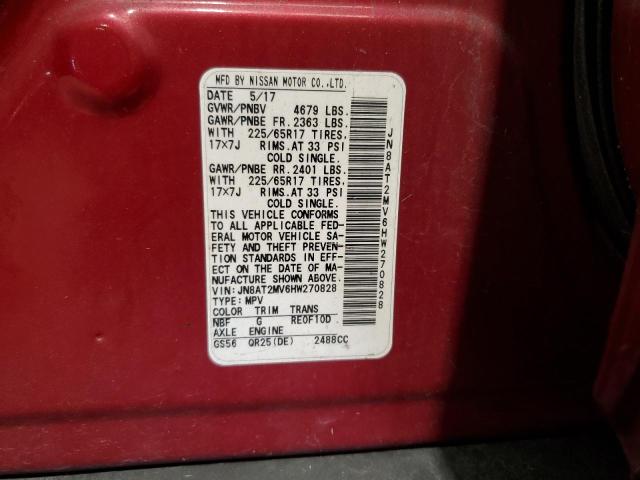 MFD BY NISSAN MOTOR CO.,LTD.
DATE 5/17
GVWR/PNBV 4679 LBS.
GAWR/PNBE FR. 2363 LBS.
WITH 225/65R17 TIRES.
17x7J RIMS.AT 33 PSI
COLD SINGLE.
GAWR/PNBE RR. 2401 LBS.
WITH 225/65R17 TIRES.
17x7J RIMS.AT 33 PSI
COLD SINGLE.
THIS VEHICLE CONFORMS
TO ALL APPLICABLE FED-
ERAL MOTOR VEHICLE SA-
FETY AND THEFT PREVEN-
TION STANDARDS IN EFF-
ECT ON THE DATE OF MA-
NUFACTURE SHOWN ABOVE.
VIN:JN8AT2MV6HW270828
TYPE:MPV
COLOR TRIM TRANS
NBF G RE0F10D
AXLE ENGINE
GS56 QR25(DE) 2488CC
JN8AT2MV6HW270828